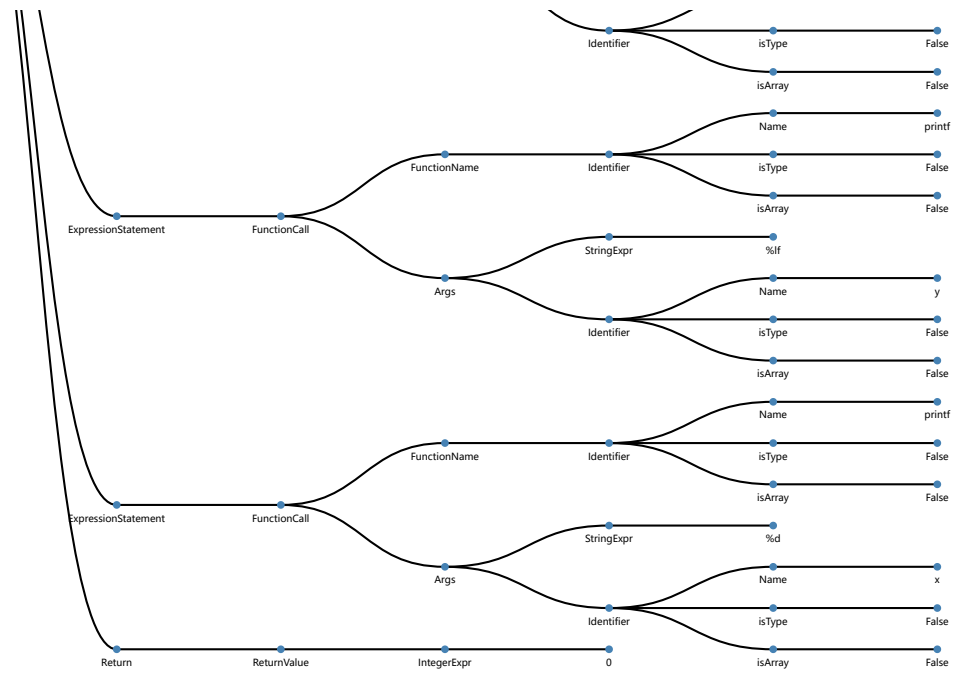 Identifier isType False
isArray False
Name printf
FunctionName Identifier isType False
isArray False
ExpressionStatement FunctionCall
StringExpr %lf
Args Name y
Identifier isType False
isArray False
Name printf
FunctionName Identifier isType False
isArray False
ExpressionStatement FunctionCall
StringExpr %d
Args Name x
Identifier isType False
Return ReturnValue IntegerExpr 0 isArray False